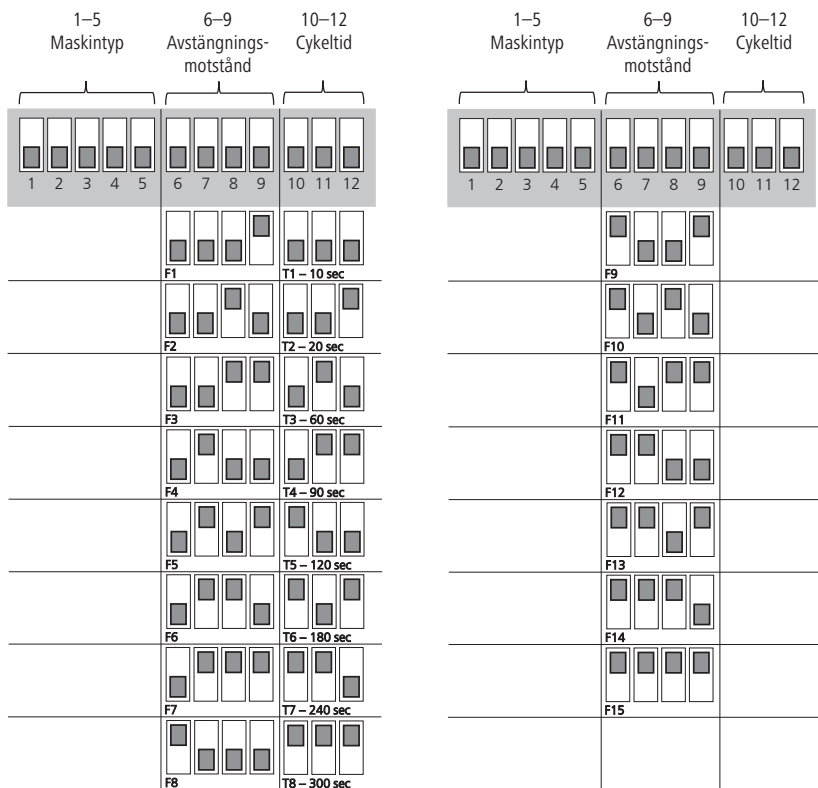 1–5
Maskintyp
6–9
Avstängnings-
motstånd
10–12
Cykeltid
1 2 3 4 5 6 7 8 9 10 11 12
F1 T1 – 10 sec
F2 T2 – 20 sec
F3 T3 – 60 sec
F4 T4 – 90 sec
F5 T5 – 120 sec
F6 T6 – 180 sec
F7 T7 – 240 sec
F8 T8 – 300 sec
1–5
Maskintyp
6–9
Avstängnings-
motstånd
10–12
Cykeltid
1 2 3 4 5 6 7 8 9 10 11 12
F9
F10
F11
F12
F13
F14
F15